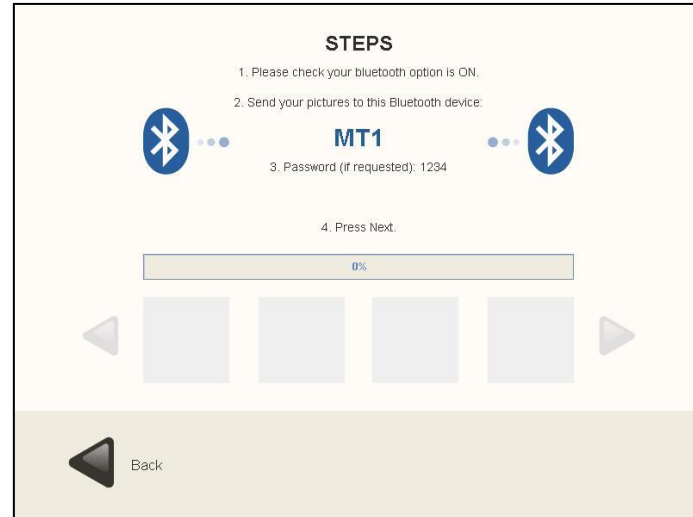 STEPS
1. Please check your bluetooth option is ON.
2. Send your pictures to this Bluetooth device:
MT1
3. Password (if requested): 1234
4. Press Next.
0%
Back